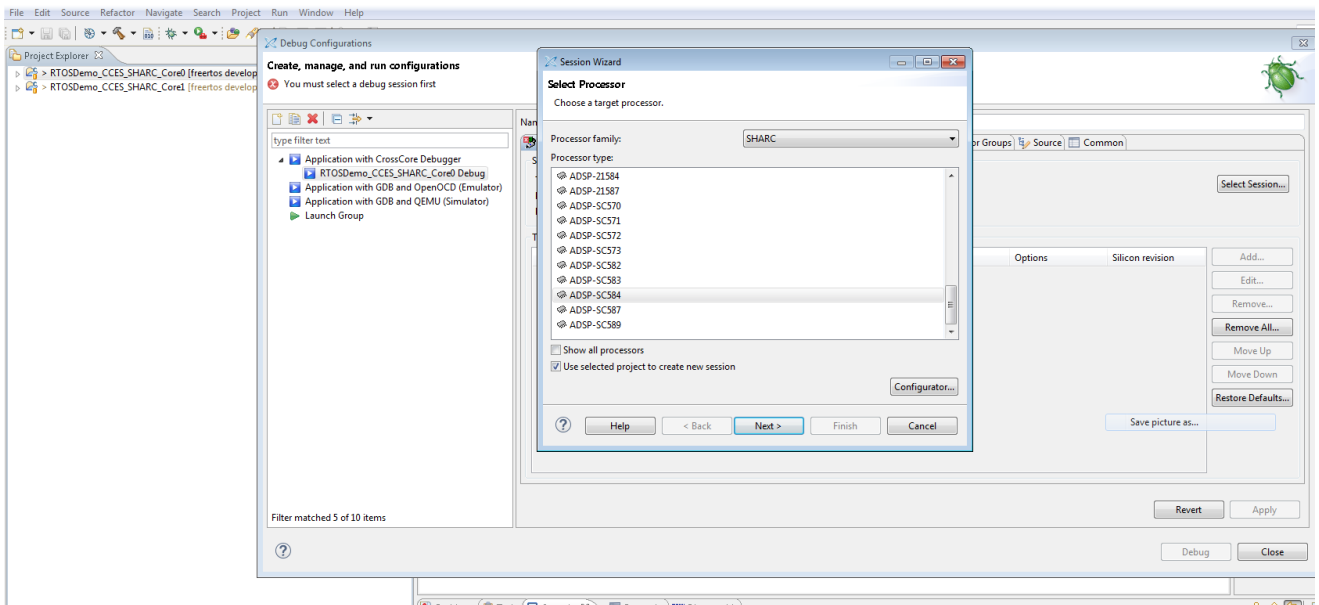 File Edit Source Refactor Navigate Search Project Run Window Help
Project Explorer
> RTOSDemo_CCES_SHARC_Core0 [freertos develop
> RTOSDemo_CCES_SHARC_Core1 [freertos develop
Debug Configurations
Create, manage, and run configurations
You must select a debug session first
type filter text
Application with CrossCore Debugger
RTOSDemo_CCES_SHARC_Core0 Debug
Application with GDB and OpenOCD (Emulator)
Application with GDB and QEMU (Simulator)
Launch Group
Filter matched 5 of 10 items
Session Wizard
Select Processor
Choose a target processor.
Processor family: SHARC
Processor type:
ADSP-21584
ADSP-21587
ADSP-SC570
ADSP-SC571
ADSP-SC572
ADSP-SC573
ADSP-SC582
ADSP-SC583
ADSP-SC584
ADSP-SC587
ADSP-SC589
Show all processors
Use selected project to create new session
Configurator...
Help < Back Next > Finish Cancel
Groups Source Common
Select Session...
Options Silicon revision
Add...
Edit...
Remove...
Remove All...
Move Up
Move Down
Restore Defaults...
Save picture as...
Revert Apply
Debug Close